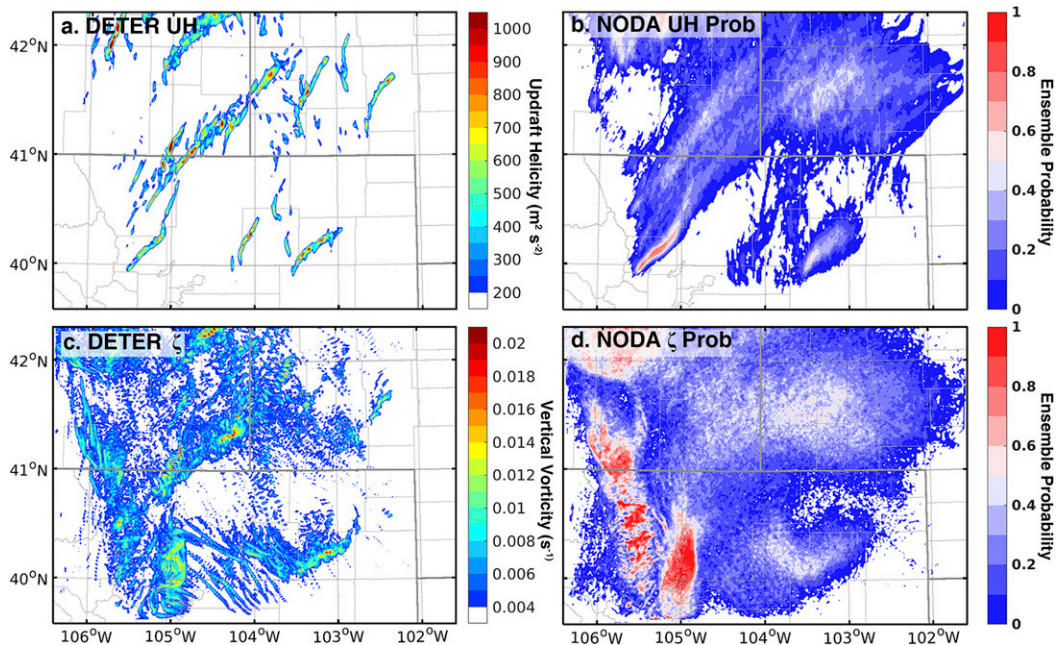 a. DETER UH
42°N
41°N
40°N
1000
900
800
700
600
500
400
300
200
Updraft Helicity (m² s⁻²)
b. NODA UH Prob
1
0.8
0.6
0.4
0.2
0
Ensemble Probability
c. DETER ζ
42°N
41°N
40°N
106°W 105°W 104°W 103°W 102°W
0.02
0.018
0.016
0.014
0.012
0.01
0.008
0.006
0.004
Vertical Vorticity (s⁻¹)
d. NODA ζ Prob
106°W 105°W 104°W 103°W 102°W
1
0.8
0.6
0.4
0.2
0
Ensemble Probability